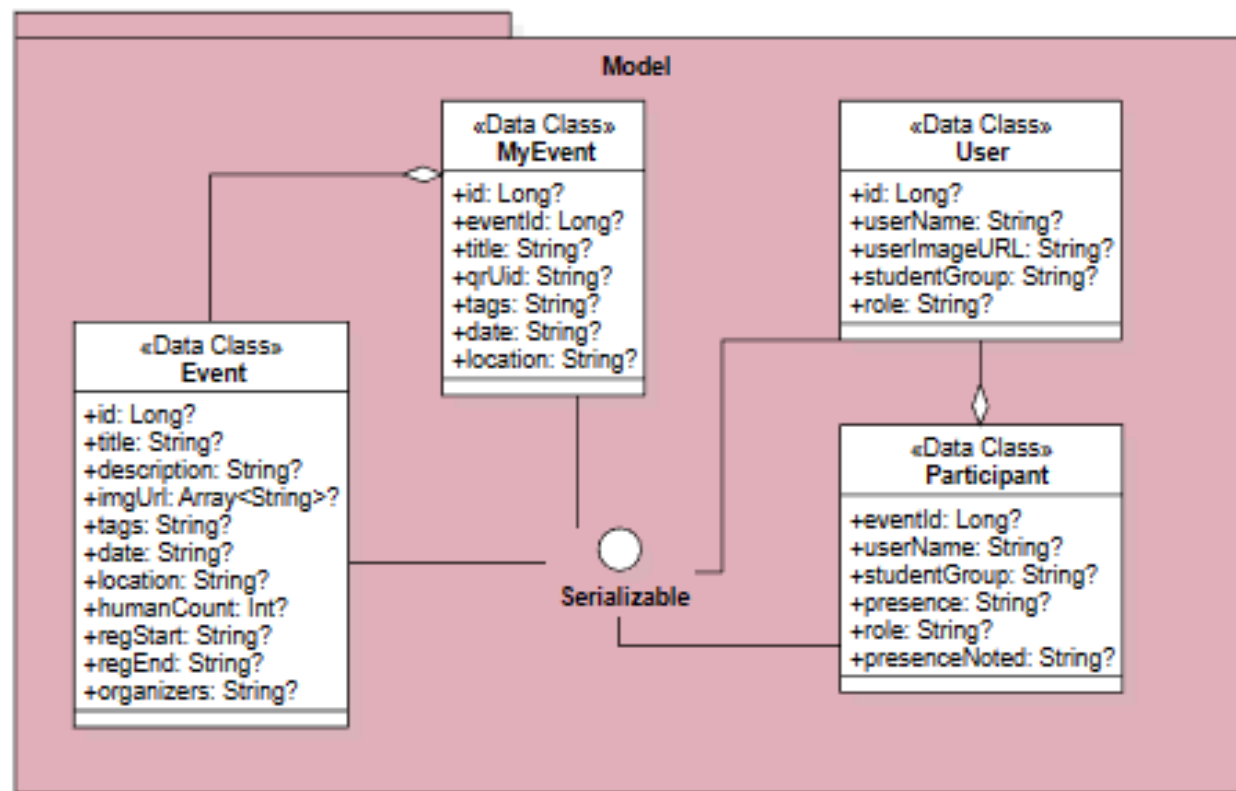 Model
«Data Class»
MyEvent
+id: Long?
+eventId: Long?
+title: String?
+qrUid: String?
+tags: String?
+date: String?
+location: String?
«Data Class»
User
+id: Long?
+userName: String?
+userImageURL: String?
+studentGroup: String?
+role: String?
«Data Class»
Event
+id: Long?
+title: String?
+description: String?
+imgUrl: Array<String>?
+tags: String?
+date: String?
+location: String?
+humanCount: Int?
+regStart: String?
+regEnd: String?
+organizers: String?
«Data Class»
Participant
+eventId: Long?
+userName: String?
+studentGroup: String?
+presence: String?
+role: String?
+presenceNoted: String?
Serializable